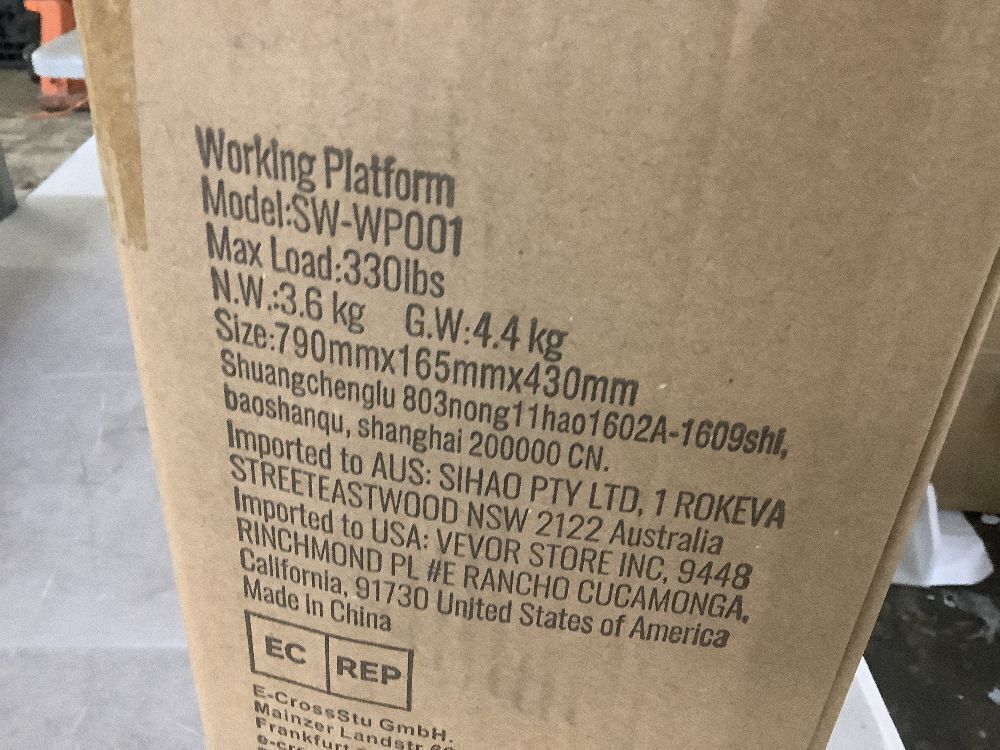 Working Platform
Model:SW-WP001
Max Load:330lbs
N.W.:3.6 kg G.W:4.4 kg
Size:790mmx165mmx430mm
Shuangchenglu 803nong11hao1602A-1609shi,
baoshanqu, shanghai 200000 CN.
Imported to AUS: SIHAO PTY LTD, 1 ROKEVA
STREETEASTWOOD NSW 2122 Australia
Imported to USA: VEVOR STORE INC, 9448
RINCHMOND PL #E RANCHO CUCAMONGA,
California, 91730 United States of America
Made In China
EC REP
E-CrossStu GmbH.
Mainzer Landstr.
Frankfurt